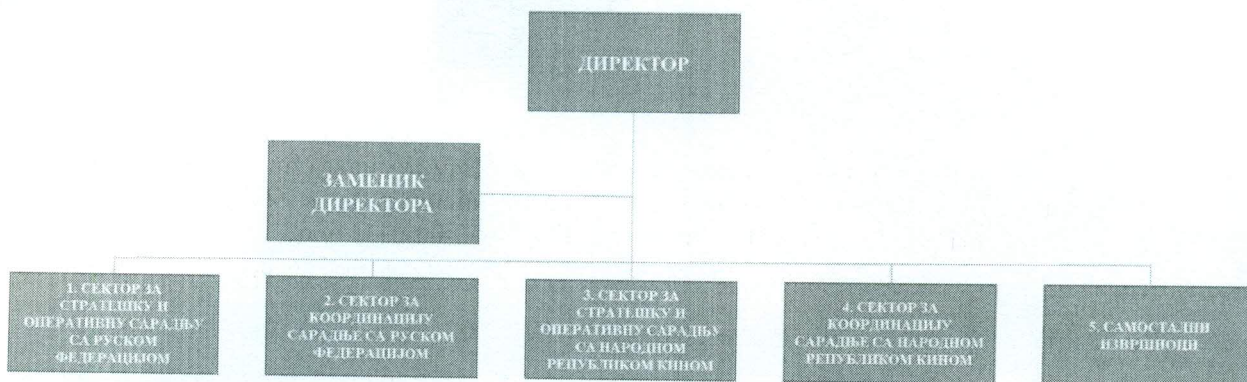 ДИРЕКТОР
ЗАМЕНИК
ДИРЕКТОРА
1. СЕКТОР ЗА
СТРАТЕШКУ И
ОПЕРАТИВНУ САРАДЊУ
СА РУСКОМ
ФЕДЕРАЦИЈОМ
2. СЕКТОР ЗА
КООРДИНАЦИЈУ
САРАДЊЕ СА РУСКОМ
ФЕДЕРАЦИЈОМ
3. СЕКТОР ЗА
СТРАТЕШКУ И
ОПЕРАТИВНУ САРАДЊУ
СА НАРОДНОМ
РЕПУБЛИКОМ КИНОМ
4. СЕКТОР ЗА
КООРДИНАЦИЈУ
САРАДЊЕ СА НАРОДНОМ
РЕПУБЛИКОМ КИНОМ
5. САМОСТАЛНИ
ИЗВРШИОЦИ